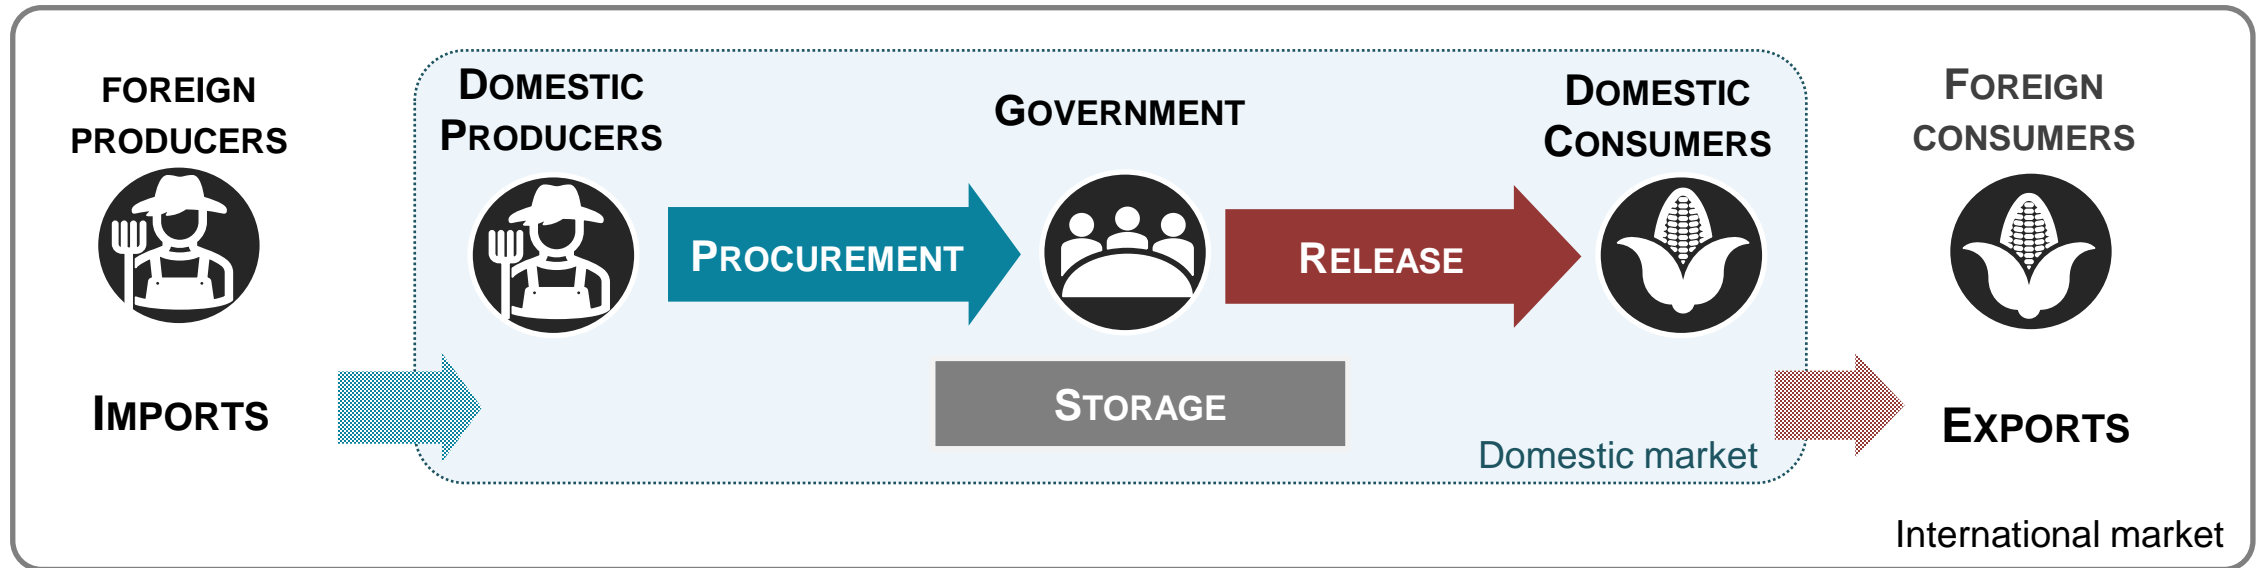 FOREIGN
PRODUCERS
DOMESTIC
PRODUCERS
GOVERNMENT
DOMESTIC
CONSUMERS
FOREIGN
CONSUMERS
PROCUREMENT
RELEASE
IMPORTS
STORAGE
EXPORTS
Domestic market
International market